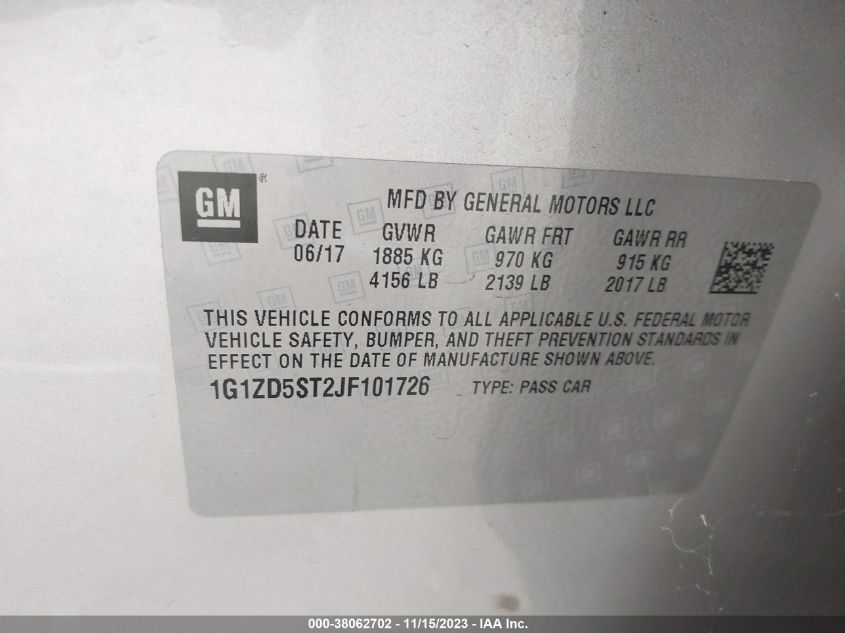 GM ®
MFD BY GENERAL MOTORS LLC
DATE GVWR GAWR FRT GAWR RR
06/17 1885 KG 970 KG 915 KG
4156 LB 2139 LB 2017 LB
THIS VEHICLE CONFORMS TO ALL APPLICABLE U.S. FEDERAL MOTOR
VEHICLE SAFETY, BUMPER, AND THEFT PREVENTION STANDARDS IN
EFFECT ON THE DATE OF MANUFACTURE SHOWN ABOVE.
1G1ZD5ST2JF101726 TYPE: PASS CAR
000-38062702 - 11/15/2023 - IAA Inc.